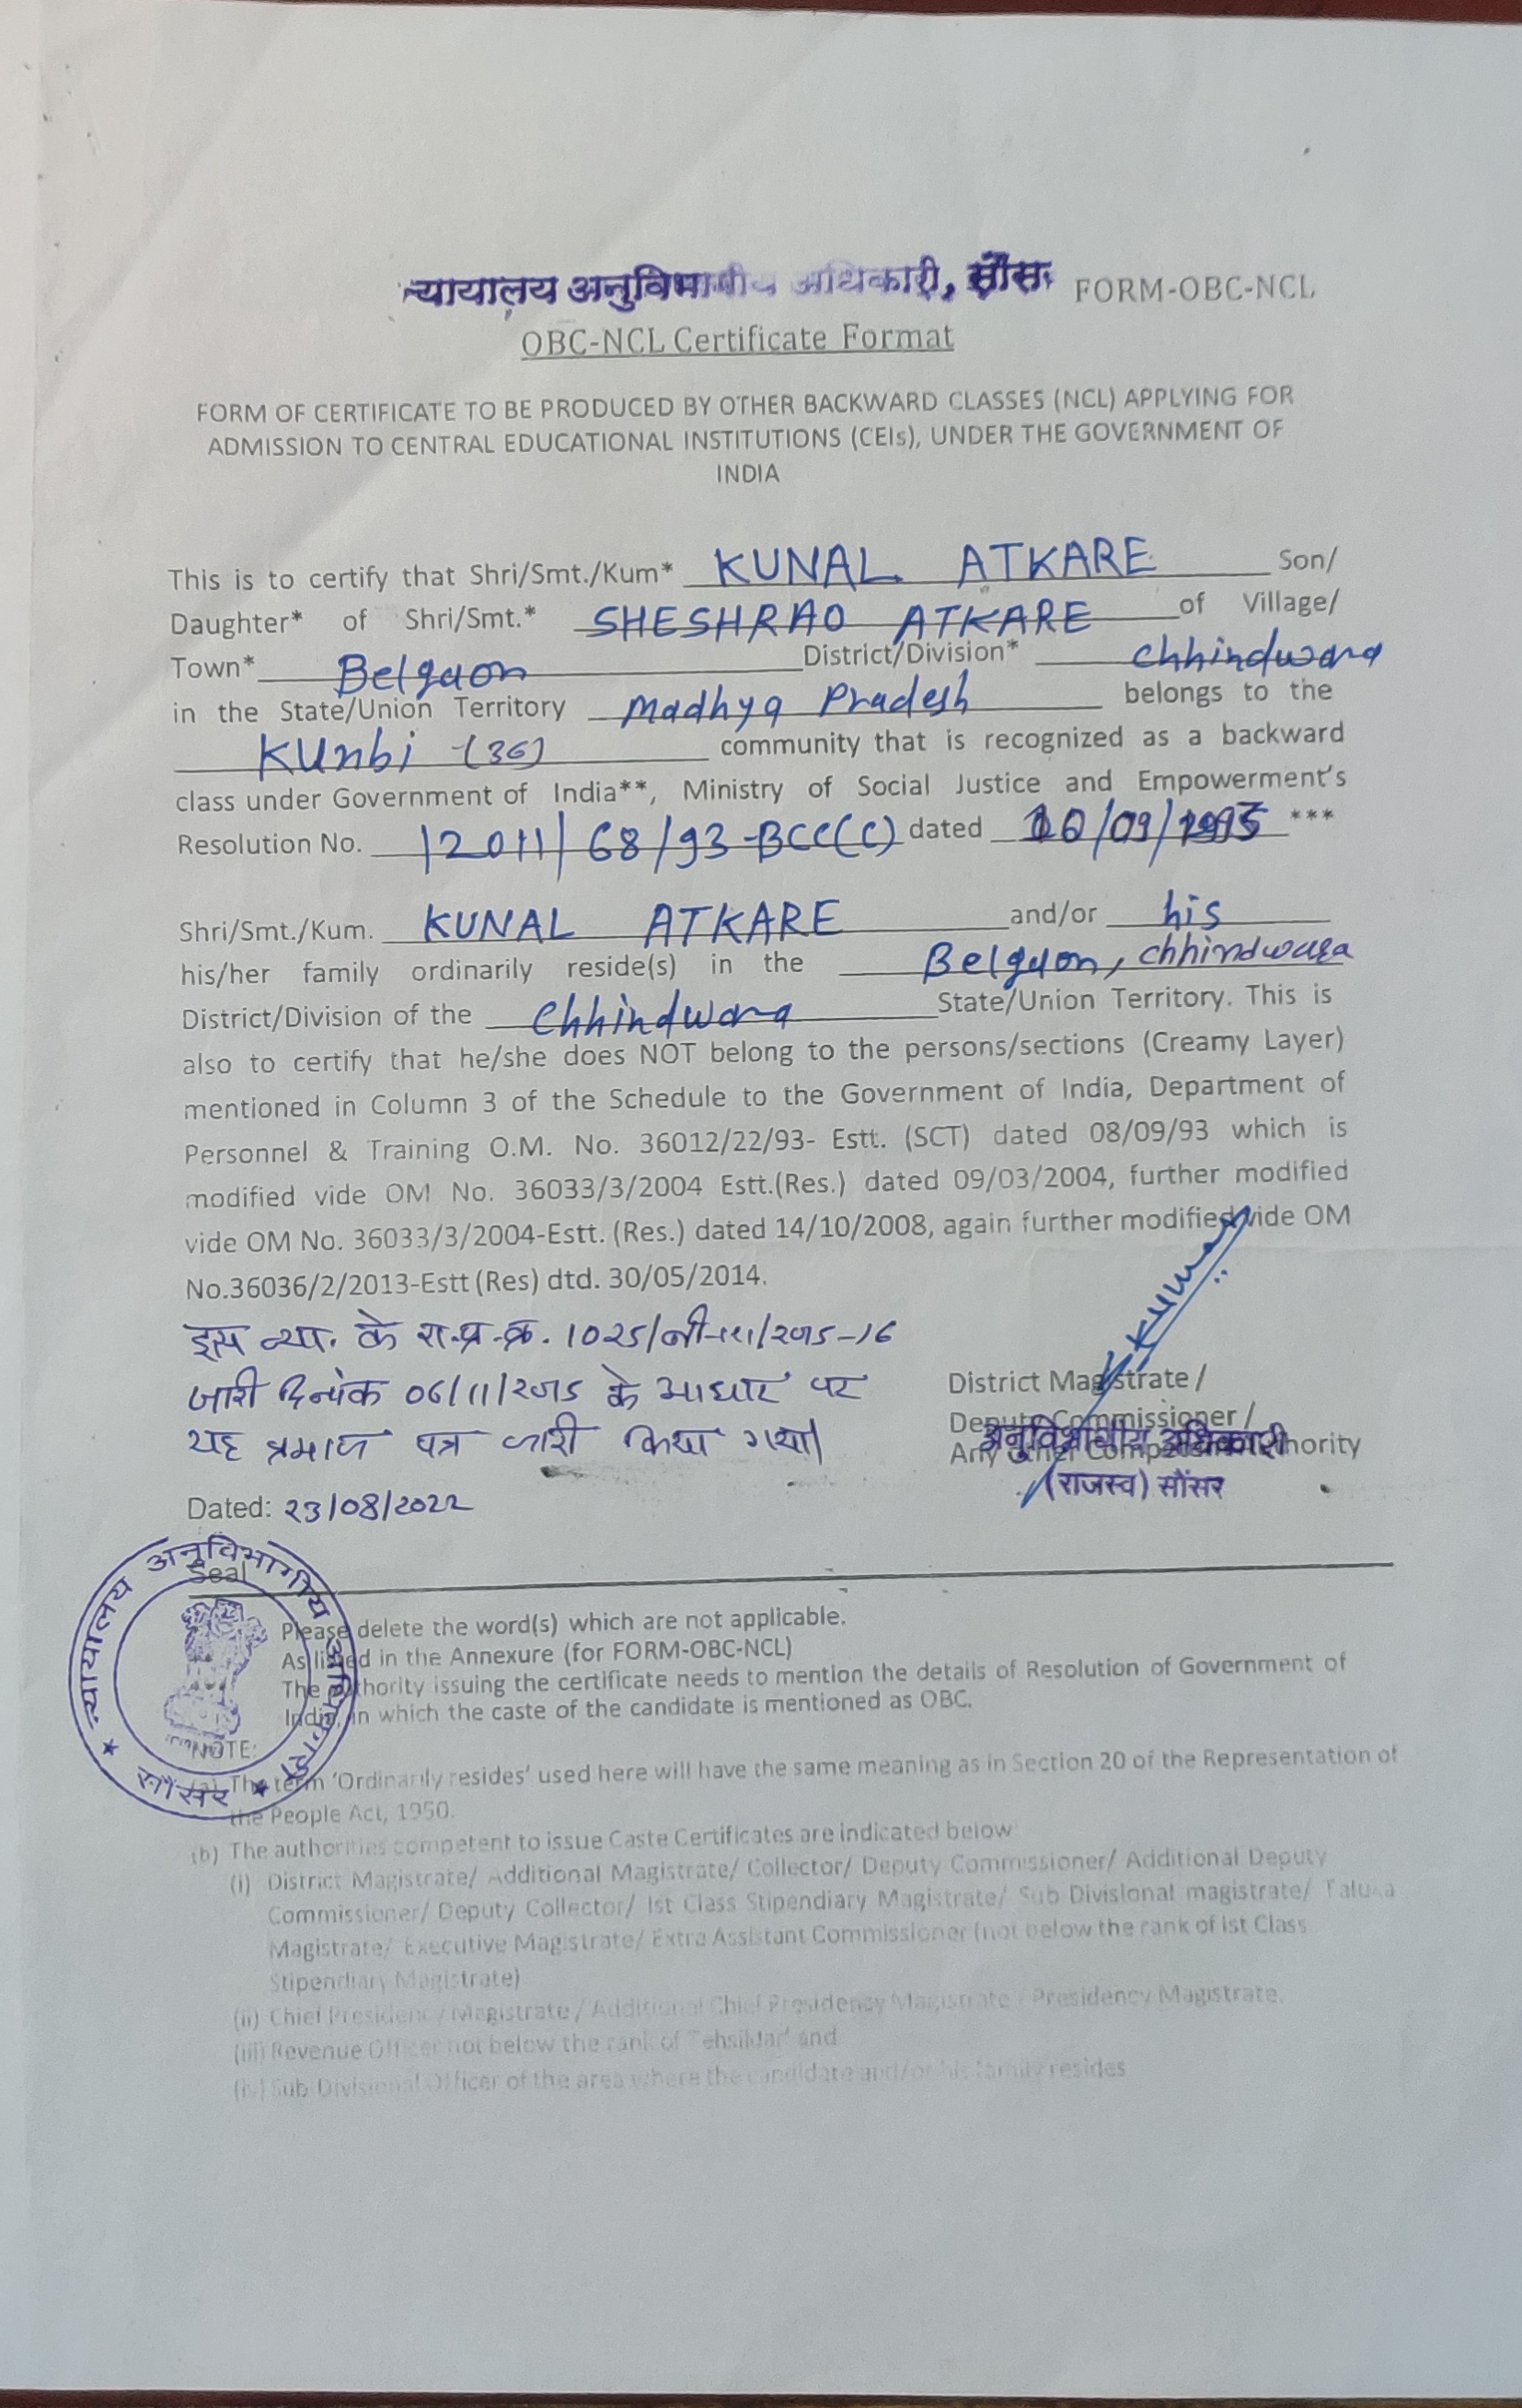 न्यायालय अनुविभागीय अधिकारी, सौंसर FORM-OBC-NCL
OBC-NCL Certificate Format
FORM OF CERTIFICATE TO BE PRODUCED BY OTHER BACKWARD CLASSES (NCL) APPLYING FOR
ADMISSION TO CENTRAL EDUCATIONAL INSTITUTIONS (CEIs), UNDER THE GOVERNMENT OF
INDIA
This is to certify that Shri/Smt./Kum* KUNAL ATKARE Son/
Daughter* of Shri/Smt.* SHESHRAO ATKARE of Village/
Town* Belgaon District/Division* Chhindwara
in the State/Union Territory Madhya Pradesh belongs to the
Kunbi (36) community that is recognized as a backward
class under Government of India**, Ministry of Social Justice and Empowerment's
Resolution No. 12011/68/93-BCC(C) dated 10/09/1993 ***
Shri/Smt./Kum. KUNAL ATKARE and/or his
his/her family ordinarily reside(s) in the Belgaon, chhindwara
District/Division of the Chhindwara State/Union Territory. This is
also to certify that he/she does NOT belong to the persons/sections (Creamy Layer)
mentioned in Column 3 of the Schedule to the Government of India, Department of
Personnel & Training O.M. No. 36012/22/93- Estt. (SCT) dated 08/09/93 which is
modified vide OM No. 36033/3/2004 Estt.(Res.) dated 09/03/2004, further modified
vide OM No. 36033/3/2004-Estt. (Res.) dated 14/10/2008, again further modified vide OM
No.36036/2/2013-Estt (Res) dtd. 30/05/2014.
इस न्या. के रा.प्र.क्र. 1025/बी-121/2015-16
जारी दिनांक 06/11/2015 के आधार पर
यह प्रमाण पत्र जारी किया गया।
District Magistrate /
Deputy Commissioner /
Any Other Competent Authority
अनुविभागीय अधिकारी
(राजस्व) सौंसर
Dated: 23/08/2022
Seal
न्यायालय अनुविभागीय अधिकारी
सौंसर
Please delete the word(s) which are not applicable.
As listed in the Annexure (for FORM-OBC-NCL)
The authority issuing the certificate needs to mention the details of Resolution of Government of
India, in which the caste of the candidate is mentioned as OBC.
NOTE:
(a) The term 'Ordinarily resides' used here will have the same meaning as in Section 20 of the Representation of
the People Act, 1950.
(b) The authorities competent to issue Caste Certificates are indicated below
(i) District Magistrate/ Additional Magistrate/ Collector/ Deputy Commissioner/ Additional Deputy
Commissioner/ Deputy Collector/ Ist Class Stipendiary Magistrate/ Sub Divisional magistrate/ Taluka
Magistrate/ Executive Magistrate/ Extra Assistant Commissioner (not below the rank of Ist Class
Stipendiary Magistrate)
(ii) Chief Presidency Magistrate / Additional Chief Presidency Magistrate / Presidency Magistrate.
(iii) Revenue Officer not below the rank of Tehsildar' and
(iv) Sub Divisional Officer of the area where the candidate and/or his family resides